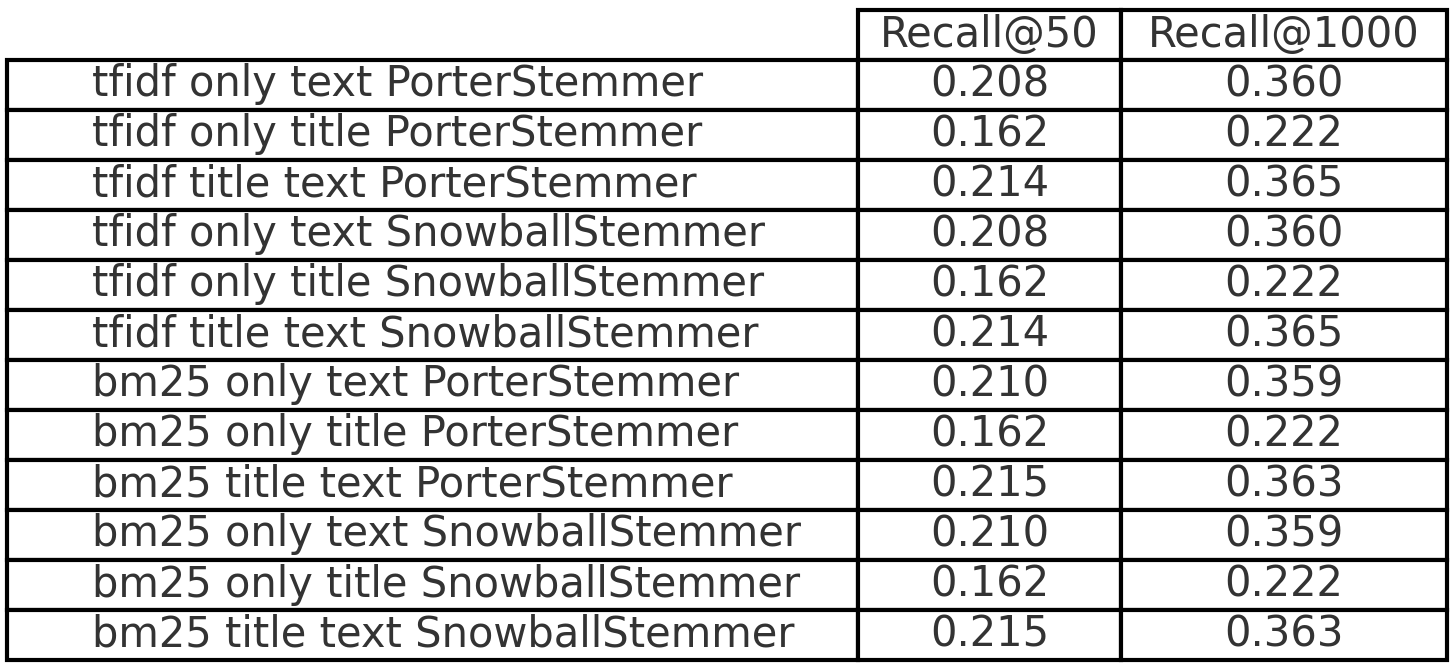 Recall@50 Recall@1000
tfidf only text PorterStemmer 0.208 0.360
tfidf only title PorterStemmer 0.162 0.222
tfidf title text PorterStemmer 0.214 0.365
tfidf only text SnowballStemmer 0.208 0.360
tfidf only title SnowballStemmer 0.162 0.222
tfidf title text SnowballStemmer 0.214 0.365
bm25 only text PorterStemmer 0.210 0.359
bm25 only title PorterStemmer 0.162 0.222
bm25 title text PorterStemmer 0.215 0.363
bm25 only text SnowballStemmer 0.210 0.359
bm25 only title SnowballStemmer 0.162 0.222
bm25 title text SnowballStemmer 0.215 0.363